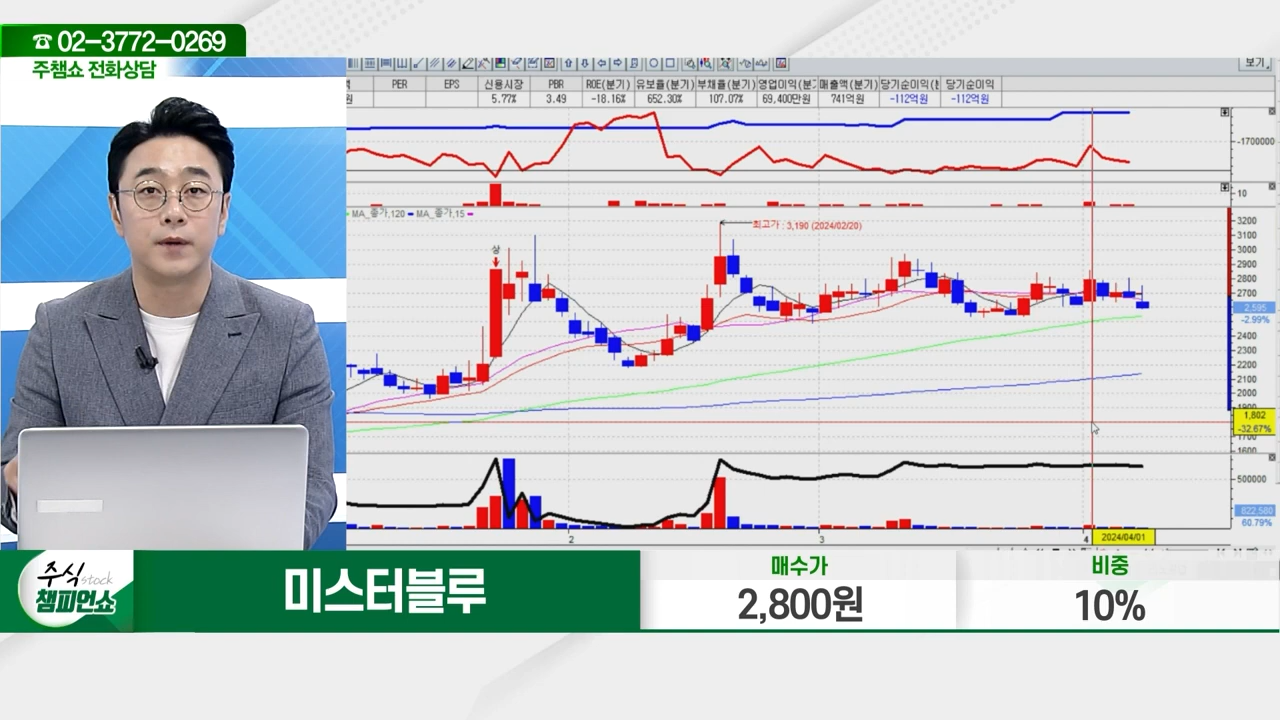 ☎ 02-3772-0269
주챔쇼 전화상담
보기
PER EPS 신용시장 PBR ROE(분기) 유보율(분기) 부채율(분기) 영업미익(분기 매출액(분기) 당기순미익(분 당기순미익
원 5.77% 3.49 -18.16% 652.30% 107.07% 69,400만원 741억원 -112억원 -112억원
-1700000
10
MA_종가,120 MA_종가,15
최고가 : 3,190 (2024/02/20)
상
3200
3100
3000
2900
2800
2700
2,595
-2.99%
2400
2300
2200
2100
2000
1900
1,802
-32.67%
1700
1600
500000
822,580
60.79%
2 3 4 2024/04/01
주식 stock
챔피언쇼
미스터블루
매수가
2,800원
비중
10%